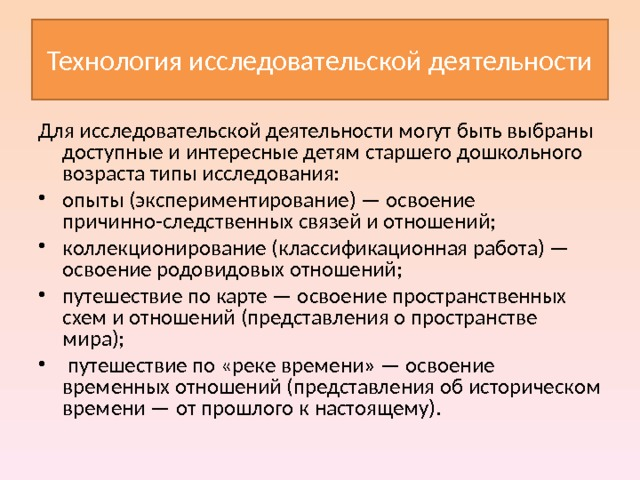 Технология исследовательской деятельности
Для исследовательской деятельности могут быть выбраны
доступные и интересные детям старшего дошкольного
возраста типы исследования:
• опыты (экспериментирование) — освоение
причинно-следственных связей и отношений;
• коллекционирование (классификационная работа) —
освоение родовидовых отношений;
• путешествие по карте — освоение пространственных
схем и отношений (представления о пространстве
мира);
• путешествие по «реке времени» — освоение
временных отношений (представления об историческом
времени — от прошлого к настоящему).